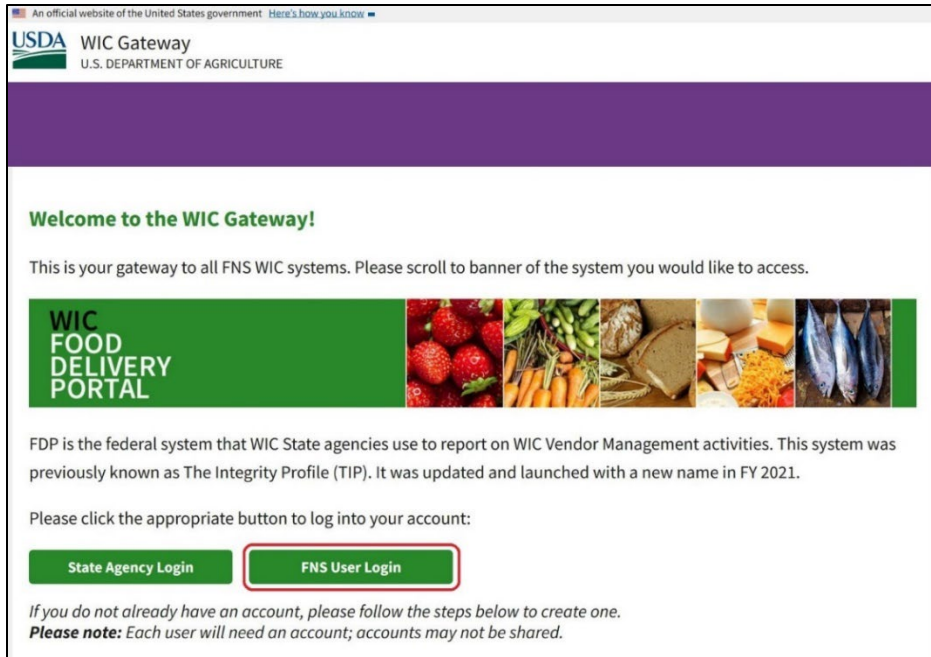 An official website of the United States government Here's how you know
USDA
WIC Gateway
U.S. DEPARTMENT OF AGRICULTURE
Welcome to the WIC Gateway!
This is your gateway to all FNS WIC systems. Please scroll to banner of the system you would like to access.
WIC
FOOD
DELIVERY
PORTAL
FDP is the federal system that WIC State agencies use to report on WIC Vendor Management activities. This system was
previously known as The Integrity Profile (TIP). It was updated and launched with a new name in FY 2021.
Please click the appropriate button to log into your account:
State Agency Login FNS User Login
If you do not already have an account, please follow the steps below to create one.
Please note: Each user will need an account; accounts may not be shared.